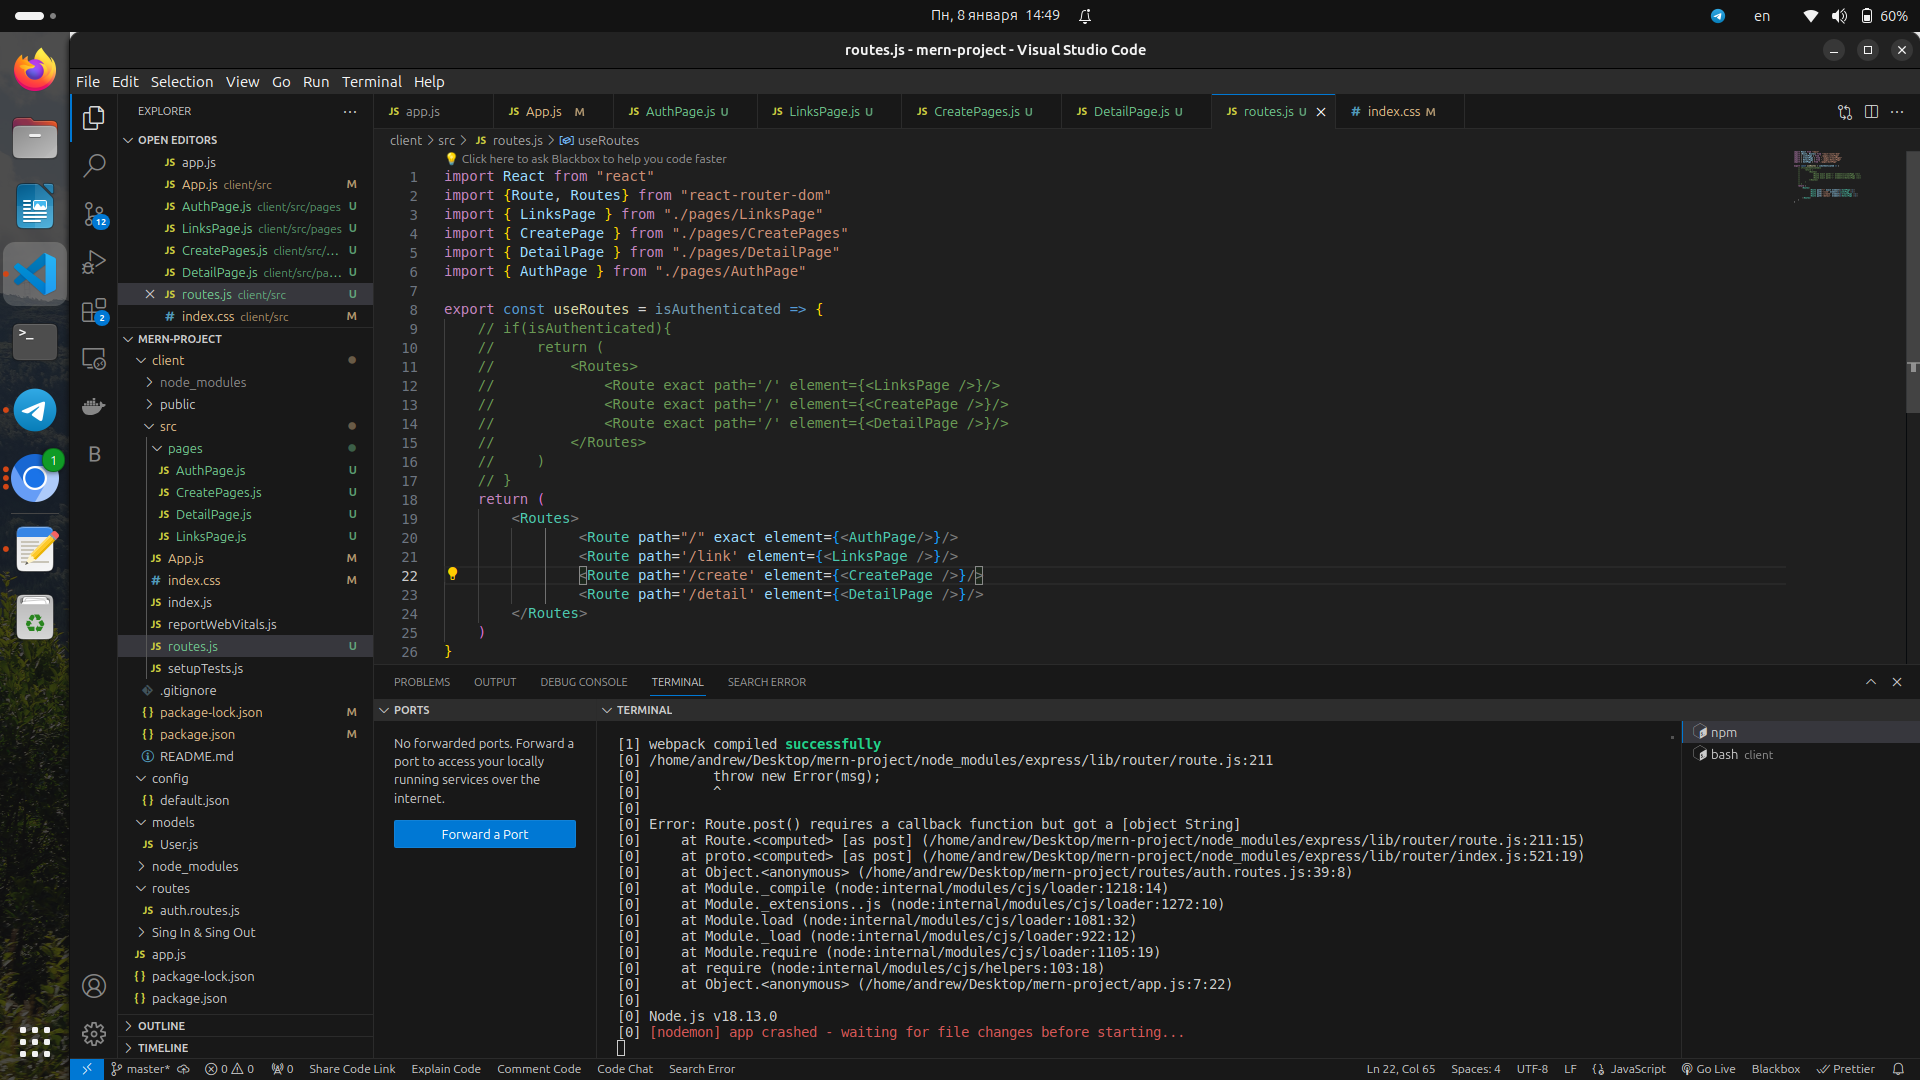 Пн, 8 января 14:49
en
60%
routes.js - mern-project - Visual Studio Code
File Edit Selection View Go Run Terminal Help
EXPLORER
OPEN EDITORS
JS app.js
JS App.js client/src M
JS AuthPage.js client/src/pages U
JS LinksPage.js client/src/pages U
JS CreatePages.js client/src/... U
JS DetailPage.js client/src/pa... U
JS routes.js client/src U
# index.css client/src M
MERN-PROJECT
client
node_modules
public
src
pages
JS AuthPage.js U
JS CreatePages.js U
JS DetailPage.js U
JS LinksPage.js U
JS App.js M
# index.css M
JS index.js
JS reportWebVitals.js
JS routes.js U
JS setupTests.js
.gitignore
{} package-lock.json M
{} package.json M
README.md
config
{} default.json
models
JS User.js
node_modules
routes
JS auth.routes.js
Sing In & Sing Out
JS app.js
{} package-lock.json
{} package.json
OUTLINE
TIMELINE
12
2
B
1
>_
JS app.js JS App.js M JS AuthPage.js U JS LinksPage.js U JS CreatePages.js U JS DetailPage.js U JS routes.js U # index.css M
client > src > JS routes.js > useRoutes
Click here to ask Blackbox to help you code faster
1 import React from "react"
2 import {Route, Routes} from "react-router-dom"
3 import { LinksPage } from "./pages/LinksPage"
4 import { CreatePage } from "./pages/CreatePages"
5 import { DetailPage } from "./pages/DetailPage"
6 import { AuthPage } from "./pages/AuthPage"
7
8 export const useRoutes = isAuthenticated => {
9 // if(isAuthenticated){
10 // return (
11 // <Routes>
12 // <Route exact path='/' element={<LinksPage />}/>
13 // <Route exact path='/' element={<CreatePage />}/>
14 // <Route exact path='/' element={<DetailPage />}/>
15 // </Routes>
16 // )
17 // }
18 return (
19 <Routes>
20 <Route path="/" exact element={<AuthPage/>}/>
21 <Route path='/link' element={<LinksPage />}/>
22 <Route path='/create' element={<CreatePage />}/>
23 <Route path='/detail' element={<DetailPage />}/>
24 </Routes>
25 )
26 }
PROBLEMS OUTPUT DEBUG CONSOLE TERMINAL SEARCH ERROR
PORTS
No forwarded ports. Forward a
port to access your locally
running services over the
internet.
Forward a Port
TERMINAL
[1] webpack compiled successfully
[0] /home/andrew/Desktop/mern-project/node_modules/express/lib/router/route.js:211
[0] throw new Error(msg);
[0] ^
[0]
[0] Error: Route.post() requires a callback function but got a [object String]
[0] at Route.<computed> [as post] (/home/andrew/Desktop/mern-project/node_modules/express/lib/router/route.js:211:15)
[0] at proto.<computed> [as post] (/home/andrew/Desktop/mern-project/node_modules/express/lib/router/index.js:521:19)
[0] at Object.<anonymous> (/home/andrew/Desktop/mern-project/routes/auth.routes.js:39:8)
[0] at Module._compile (node:internal/modules/cjs/loader:1218:14)
[0] at Module._extensions..js (node:internal/modules/cjs/loader:1272:10)
[0] at Module.load (node:internal/modules/cjs/loader:1081:32)
[0] at Module._load (node:internal/modules/cjs/loader:922:12)
[0] at Module.require (node:internal/modules/cjs/loader:1105:19)
[0] at require (node:internal/modules/cjs/helpers:103:18)
[0] at Object.<anonymous> (/home/andrew/Desktop/mern-project/app.js:7:22)
[0]
[0] Node.js v18.13.0
[0] [nodemon] app crashed - waiting for file changes before starting...
npm
bash client
master* 0 0 0 Share Code Link Explain Code Comment Code Code Chat Search Error
Ln 22, Col 65 Spaces: 4 UTF-8 LF {} JavaScript Go Live Blackbox Prettier